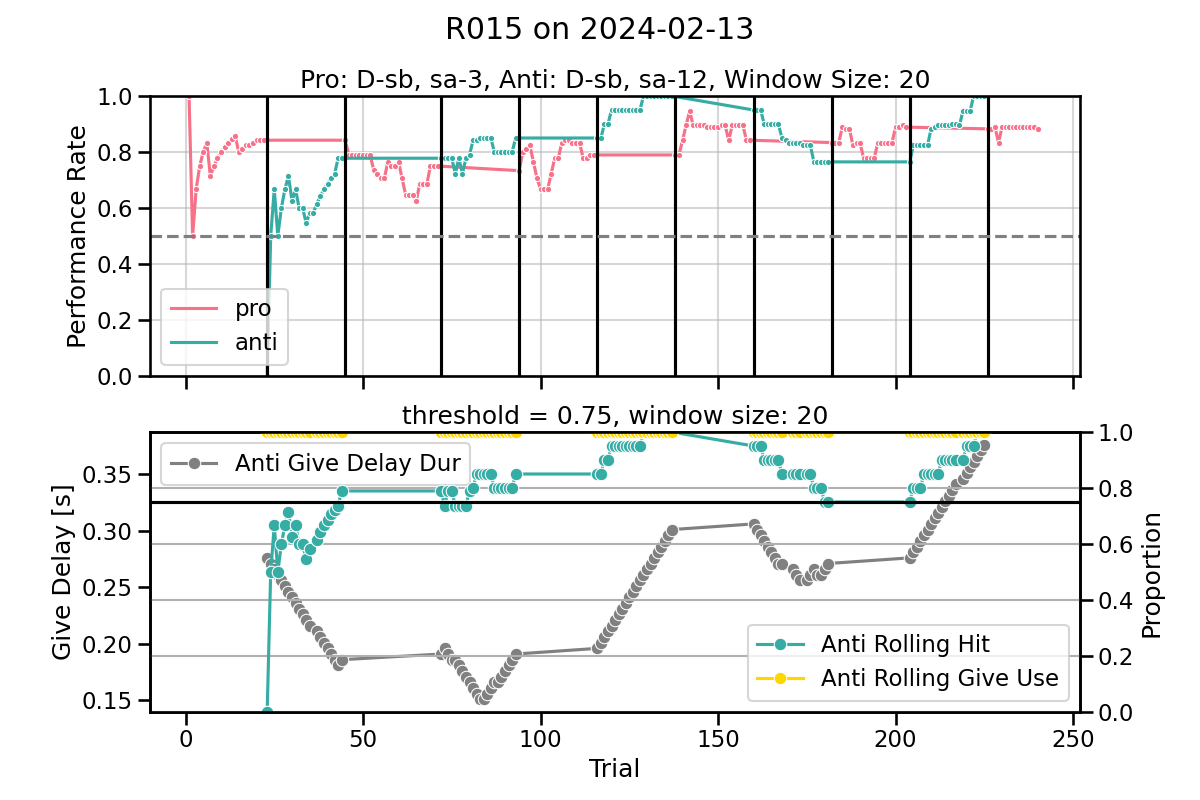 R015 on 2024-02-13
Pro: D-sb, sa-3, Anti: D-sb, sa-12, Window Size: 20
1.0
0.8
0.6
0.4
0.2
0.0
Performance Rate
pro
anti
threshold = 0.75, window size: 20
0.35
0.30
0.25
0.20
0.15
Give Delay [s]
Anti Give Delay Dur
1.0
0.8
0.6
0.4
0.2
0.0
Proportion
Anti Rolling Hit
Anti Rolling Give Use
0
50
100
150
200
250
Trial